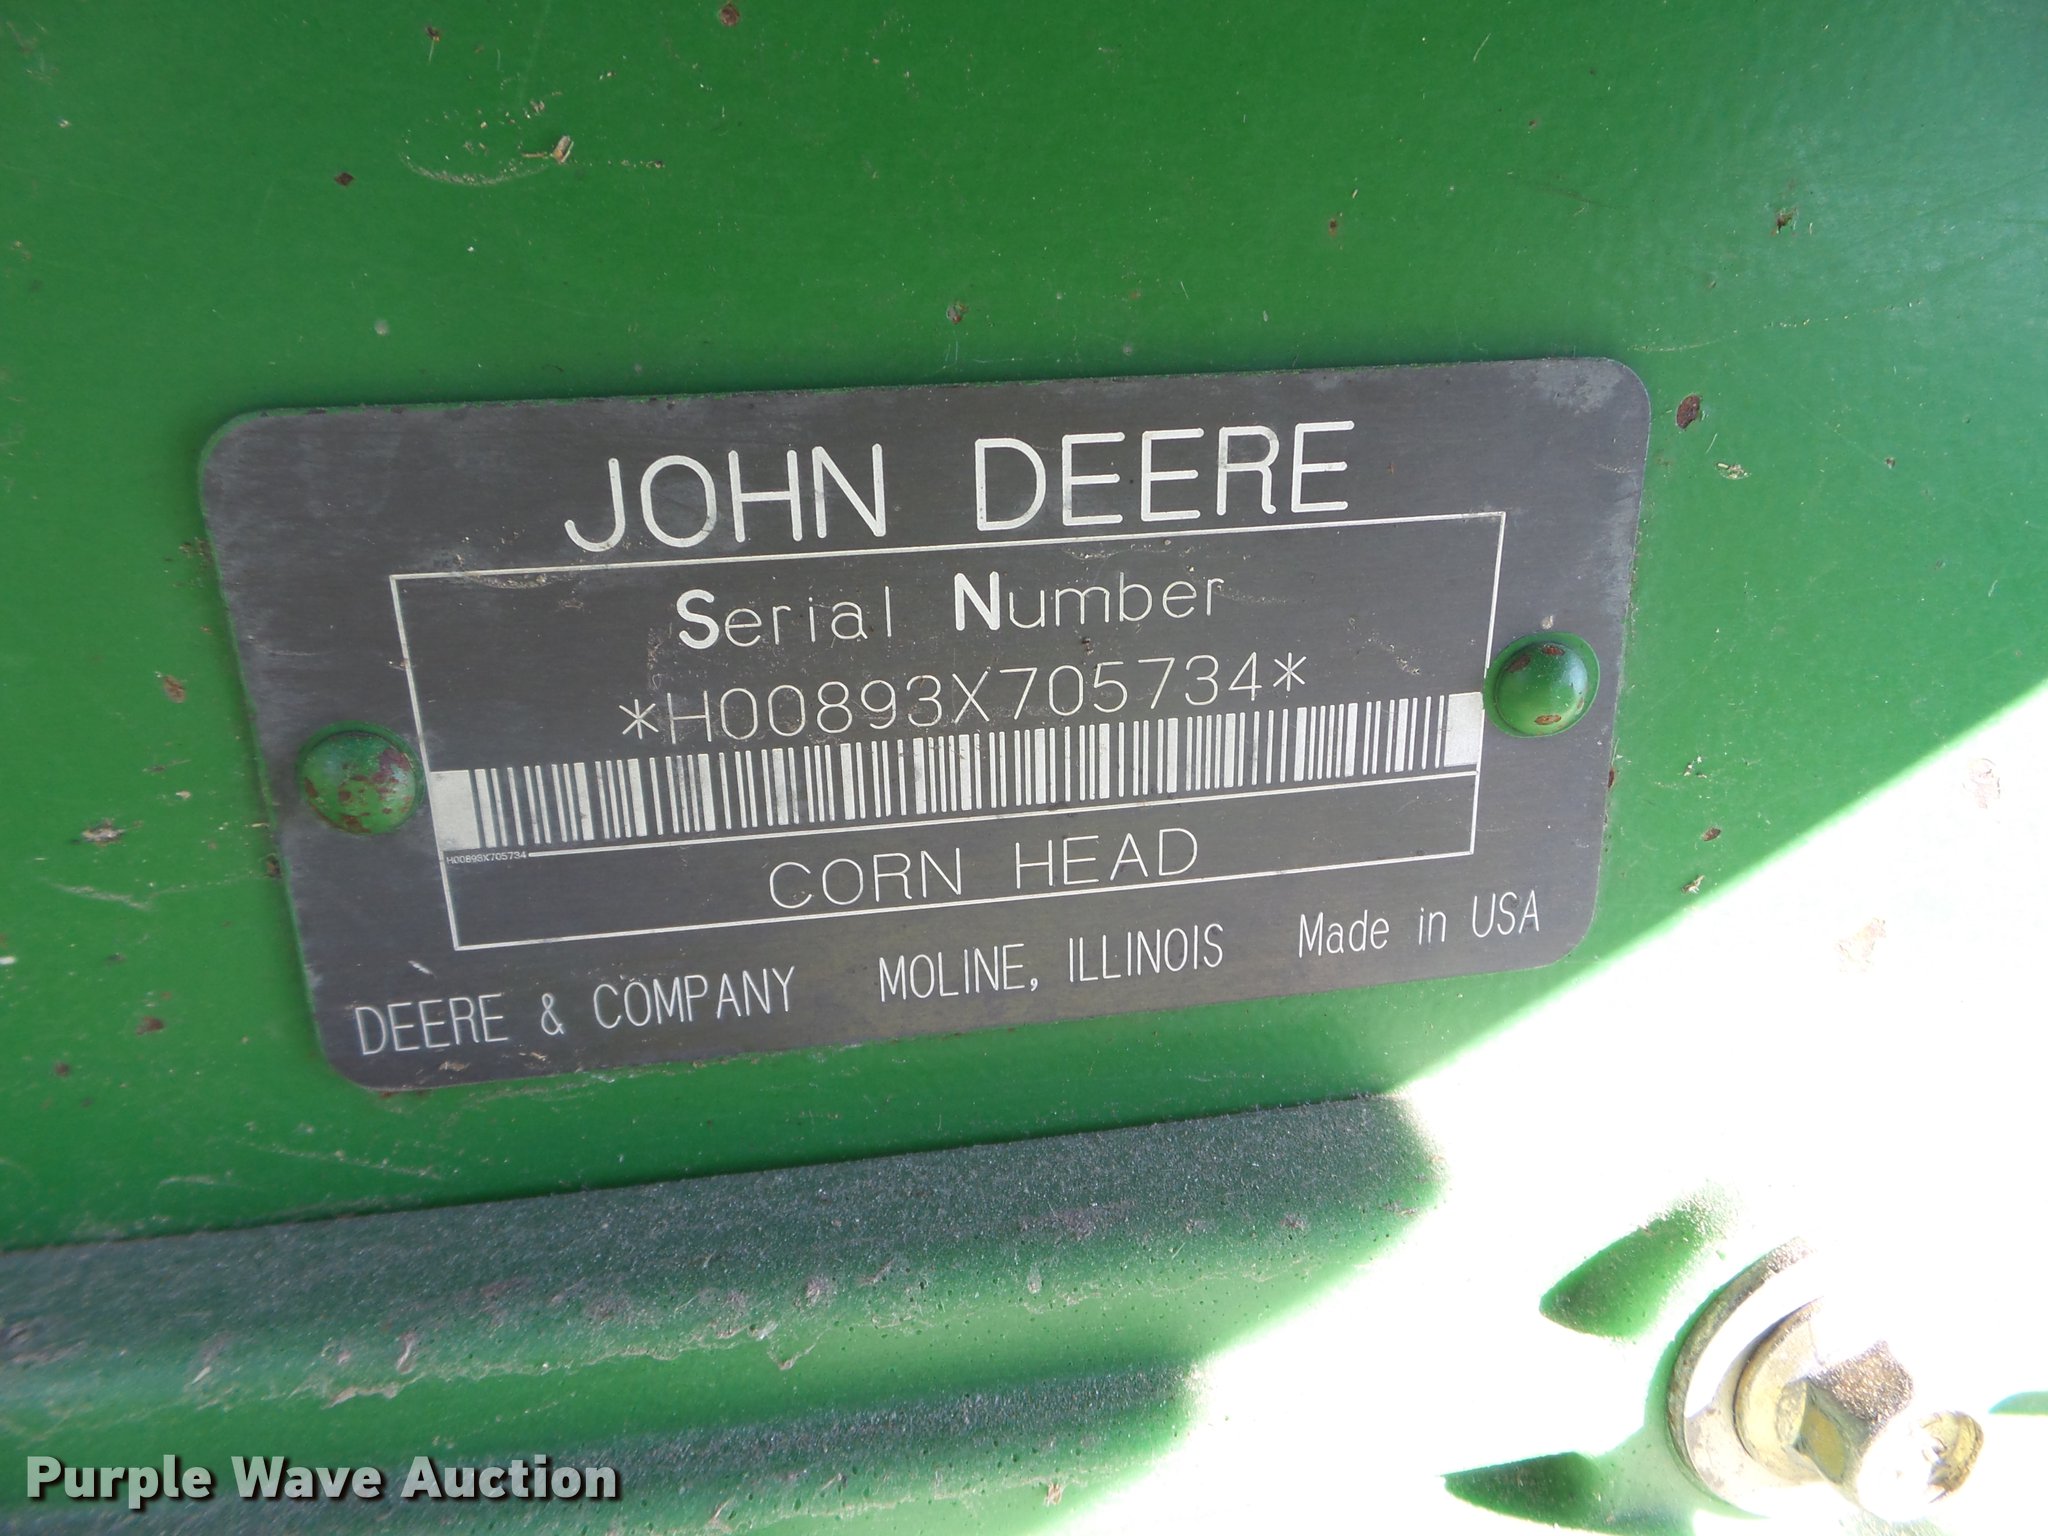 JOHN DEERE
Serial Number
*H00893X705734*
H00893X705734
CORN HEAD
DEERE & COMPANY MOLINE, ILLINOIS Made in USA
Purple Wave Auction